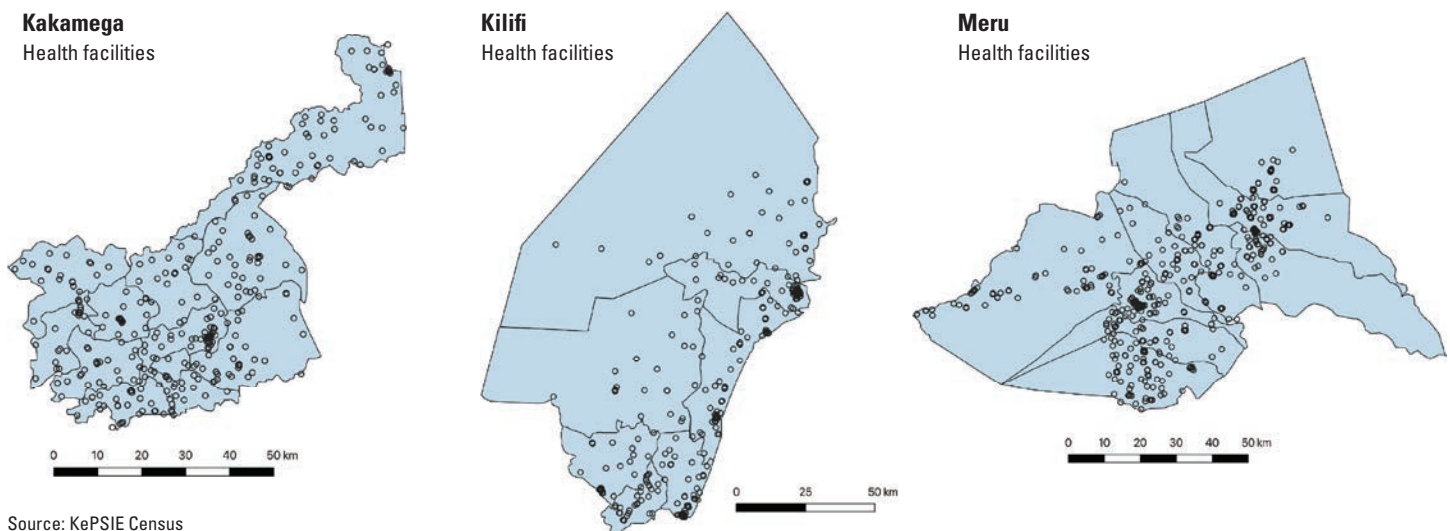 Kakamega
Health facilities
Kilifi
Health facilities
Meru
Health facilities
0 10 20 30 40 50 km
0 25 50 km
0 10 20 30 40 50 km
Source: KePSIE Census